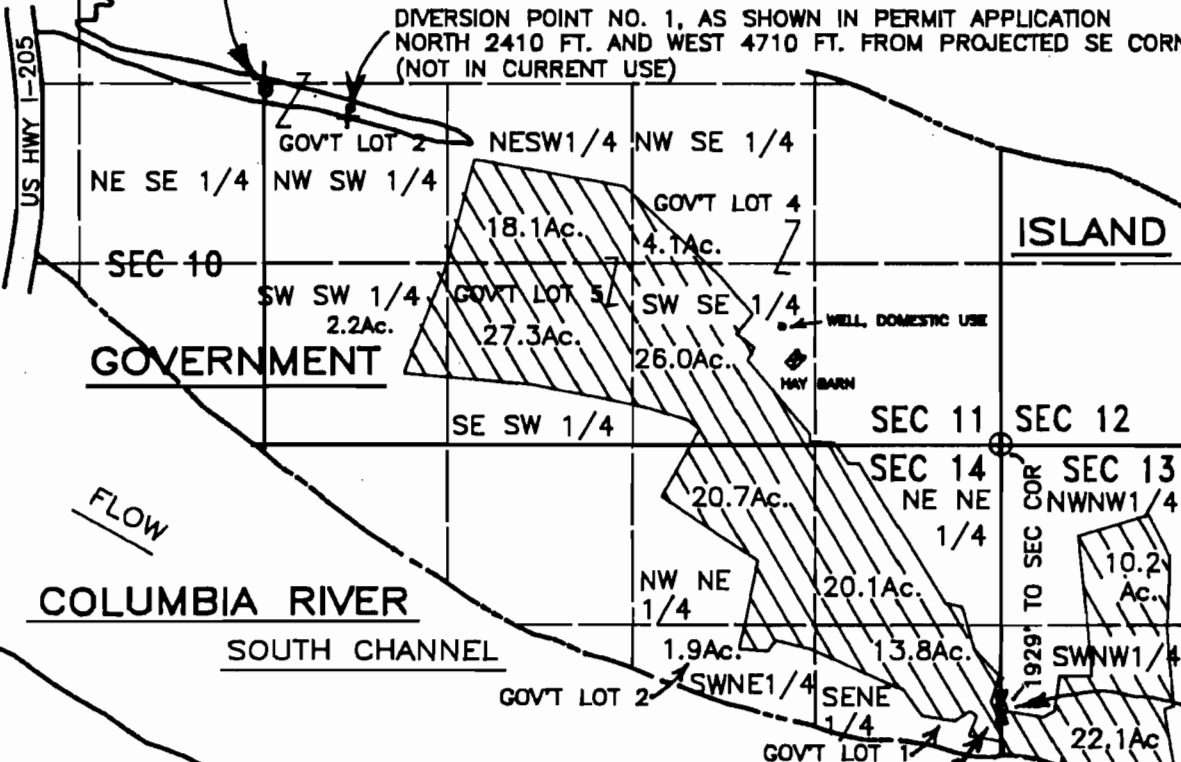 DIVERSION POINT NO. 1, AS SHOWN IN PERMIT APPLICATION
NORTH 2410 FT. AND WEST 4710 FT. FROM PROJECTED SE CORN
(NOT IN CURRENT USE)
US HWY I-205
GOV'T LOT 2
NESW1/4
NW SE 1/4
NE SE 1/4
NW SW 1/4
GOV'T LOT 4
18.1Ac.
4.1Ac.
ISLAND
SEC 10
SW SW 1/4
2.2Ac.
GOV'T LOT 5
27.3Ac.
SW SE 1/4
WELL, DOMESTIC USE
26.0Ac.
HAY BARN
GOVERNMENT
SE SW 1/4
SEC 11
SEC 12
SEC 14
SEC 13
NE NE
1/4
NWNW1/4
1929' TO SEC COR
20.7Ac.
10.2
Ac.
FLOW
COLUMBIA RIVER
SOUTH CHANNEL
NW NE
1/4
20.1Ac.
1.9Ac.
13.8Ac.
SWNW1/4
GOV'T LOT 2
SWNE1/4
SENE
1/4
GOV'T LOT 1
22.1Ac